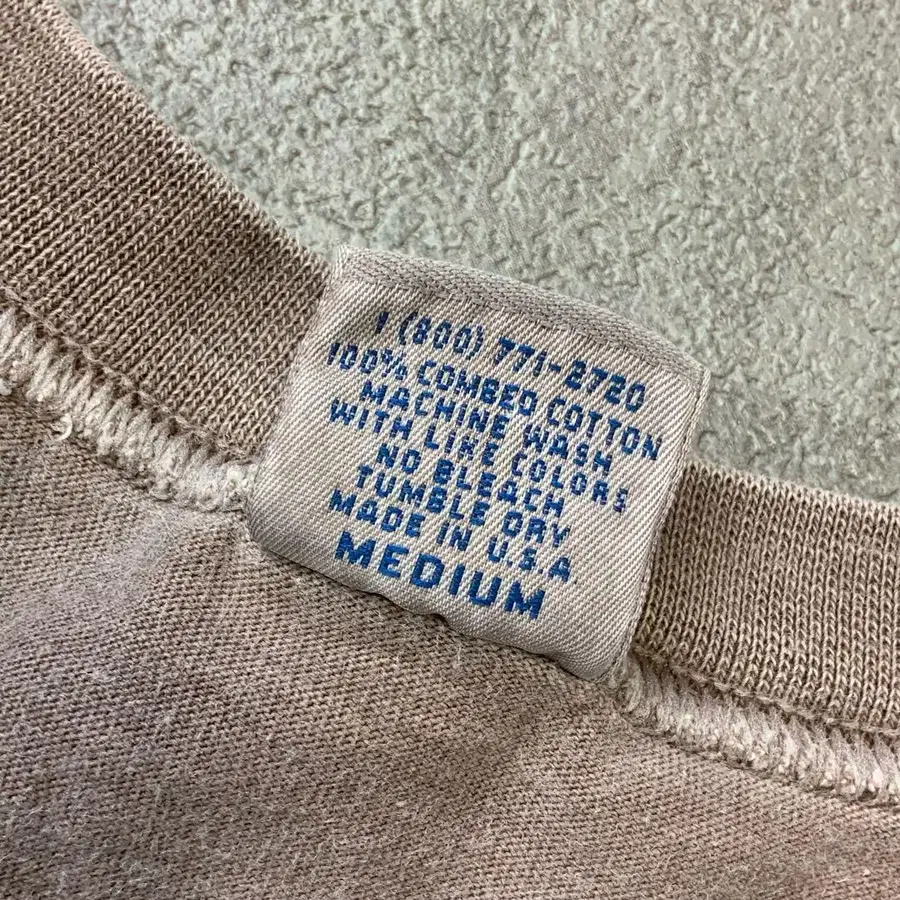 1 (800) 771-2720
100% COMBED COTTON
MACHINE WASH
WITH LIKE COLORS
NO BLEACH
TUMBLE DRY
MADE IN U.S.A.
MEDIUM